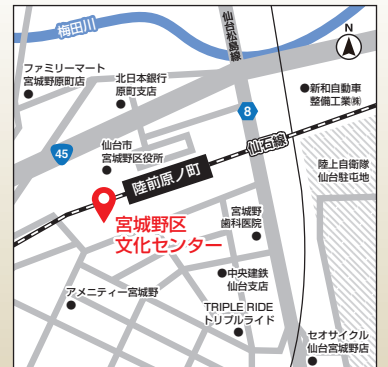 梅田川
仙台松島線
N
ファミリーマート
宮城野原町店
北日本銀行
原町支店
新和自動車
整備工業㈱
8
45
仙台市
宮城野区役所
陸前原ノ町
仙石線
陸上自衛隊
仙台駐屯地
宮城野区
文化センター
宮城野
歯科医院
中央建鉄
仙台支店
アメニティー宮城野
TRIPLE RIDE
トリプルライド
セオサイクル
仙台宮城野店